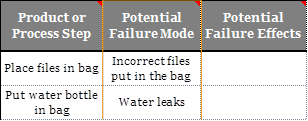 Product or
Process Step
Potential
Failure Mode
Potential
Failure Effects
Place files in bag
Incorrect files
put in the bag
Put water bottle
in bag
Water leaks